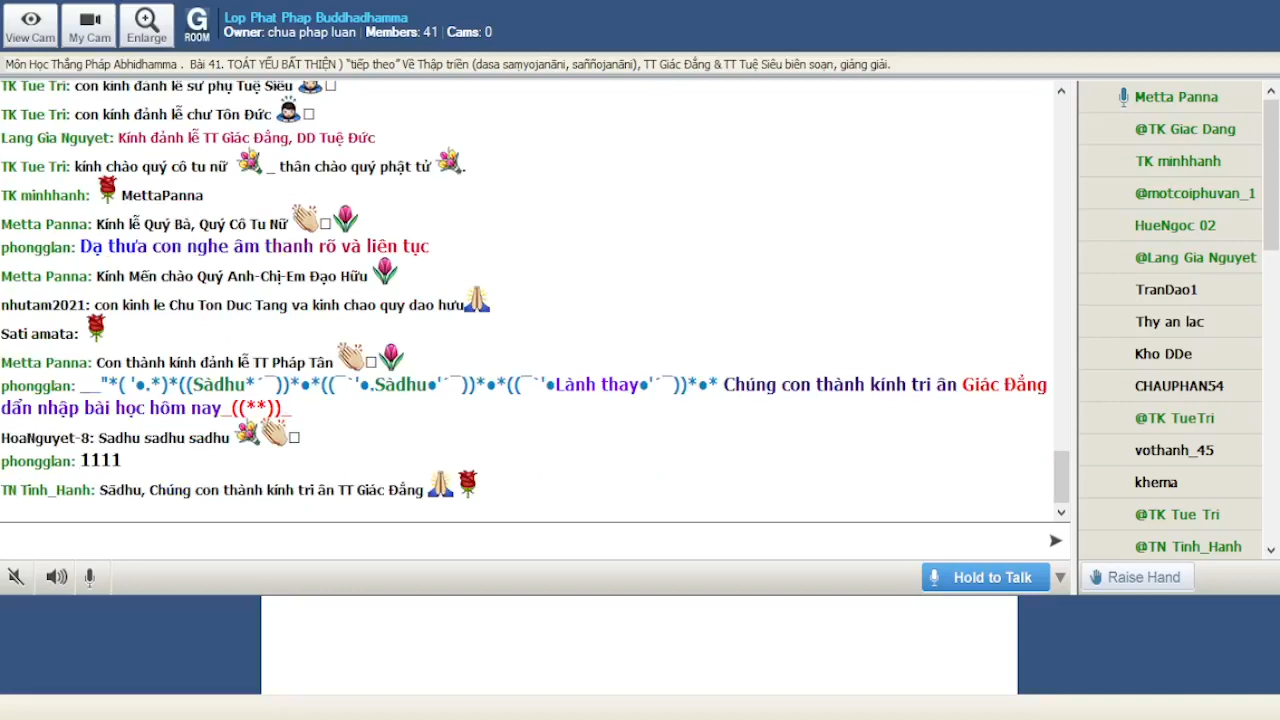 View Cam
My Cam
Enlarge
G
ROOM
Lop Phat Phap Buddhadhamma
Owner: chua phap luan | Members: 41 | Cams: 0
Môn Học Thắng Pháp Abhidhamma . Bài 41. TOÁT YẾU BẤT THIỆN ) "tiếp theo" Về Thập triền (dasa saṃyojanāni, saññojanāni), TT Giác Đẳng & TT Tuệ Siêu biên soạn, giảng giải.
TK Tue Tri: con kính đảnh lễ sư phụ Tuệ Siêu
TK Tue Tri: con kính đảnh lễ chư Tôn Đức
Lang Gia Nguyet: Kính đảnh lễ TT Giác Đẳng, DD Tuệ Đức
TK Tue Tri: kính chào quý cô tu nữ _ thân chào quý phật tử .
TK minhhanh: MettaPanna
Metta Panna: Kính lễ Quý Bà, Quý Cô Tu Nữ
phongglan: Dạ thưa con nghe âm thanh rõ và liên tục
Metta Panna: Kính Mến chào Quý Anh-Chị-Em Đạo Hữu
nhutam2021: con kinh le Chu Ton Duc Tang va kinh chao quy dao hưu
Sati amata:
Metta Panna: Con thành kính đảnh lễ TT Pháp Tân
phongglan: __"*( '●.*)*((Sàdhu*´¯))*●*((¯`'●.Sàdhu●'´¯))*●*((¯`'●Lành thay●'´¯))*●* Chúng con thành kính tri ân Giác Đẳng
dẩn nhập bài học hôm nay_((**))_
HoaNguyet-8: Sadhu sadhu sadhu
phongglan: 1111
TN Tinh_Hanh: Sādhu, Chúng con thành kính tri ân TT Giác Đẳng
Hold to Talk
Metta Panna
@TK Giac Dang
TK minhhanh
@motcoiphuvan_1
HueNgoc 02
@Lang Gia Nguyet
TranDao1
Thy an lac
Kho DDe
CHAUPHAN54
@TK TueTri
vothanh_45
khema
@TK Tue Tri
@TN Tinh_Hanh
Raise Hand